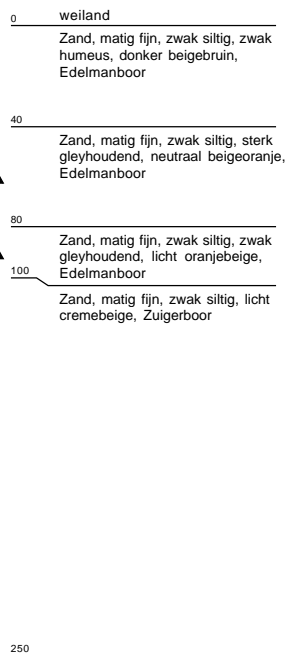 0 weiland
Zand, matig fijn, zwak siltig, zwak
humeus, donker beigebruin,
Edelmanboor
40
Zand, matig fijn, zwak siltig, sterk
gleyhoudend, neutraal beigeoranje,
Edelmanboor
80
Zand, matig fijn, zwak siltig, zwak
gleyhoudend, licht oranjebeige,
100 Edelmanboor
Zand, matig fijn, zwak siltig, licht
cremebeige, Zuigerboor
250